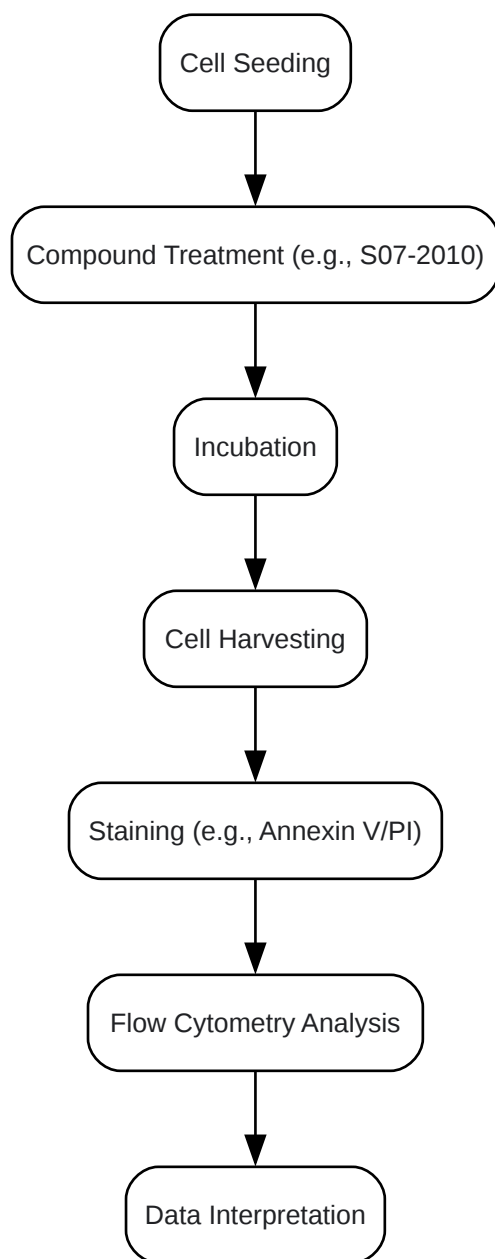 Cell Seeding
Compound Treatment (e.g., S07-2010)
Incubation
Cell Harvesting
Staining (e.g., Annexin V/PI)
Flow Cytometry Analysis
Data Interpretation